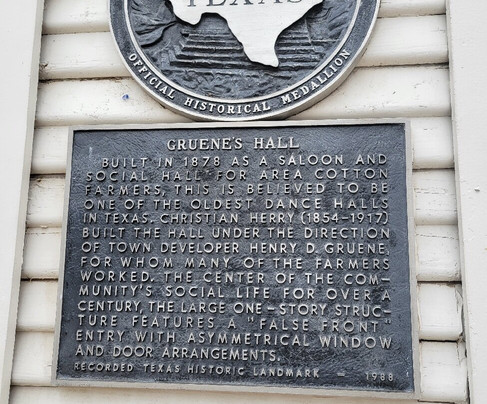 TEXAS
OFFICIAL HISTORICAL MEDALLION
GRUENE'S HALL
BUILT IN 1878 AS A SALOON AND
SOCIAL HALL FOR AREA COTTON
FARMERS, THIS IS BELIEVED TO BE
ONE OF THE OLDEST DANCE HALLS
IN TEXAS. CHRISTIAN HERRY (1854-1917)
BUILT THE HALL UNDER THE DIRECTION
OF TOWN DEVELOPER HENRY D. GRUENE,
FOR WHOM MANY OF THE FARMERS
WORKED. THE CENTER OF THE COM-
MUNITY'S SOCIAL LIFE FOR OVER A
CENTURY, THE LARGE ONE-STORY STRUC-
TURE FEATURES A "FALSE FRONT"
ENTRY WITH ASYMMETRICAL WINDOW
AND DOOR ARRANGEMENTS.
RECORDED TEXAS HISTORIC LANDMARK - 1988